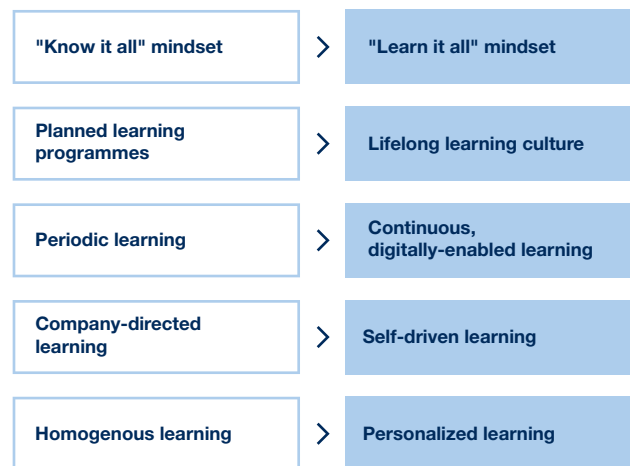 "Know it all" mindset
"Learn it all" mindset
Planned learning
programmes
Lifelong learning culture
Periodic learning
Continuous,
digitally-enabled learning
Company-directed
learning
Self-driven learning
Homogenous learning
Personalized learning